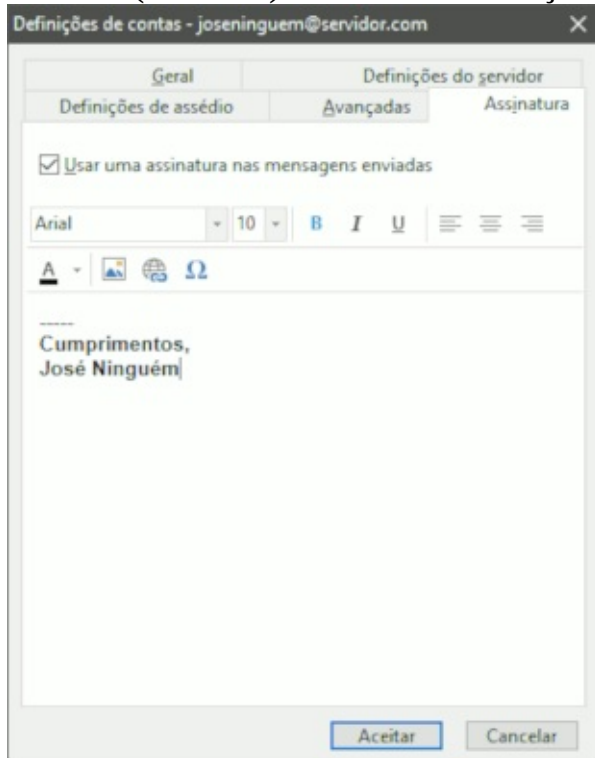 Definições de contas - joseninguem@servidor.com
Geral Definições do servidor
Definições de assédio Avançadas Assinatura
Usar uma assinatura nas mensagens enviadas
Arial 10 B I U
A Ω
-----
Cumprimentos,
José Ninguém
Aceitar Cancelar